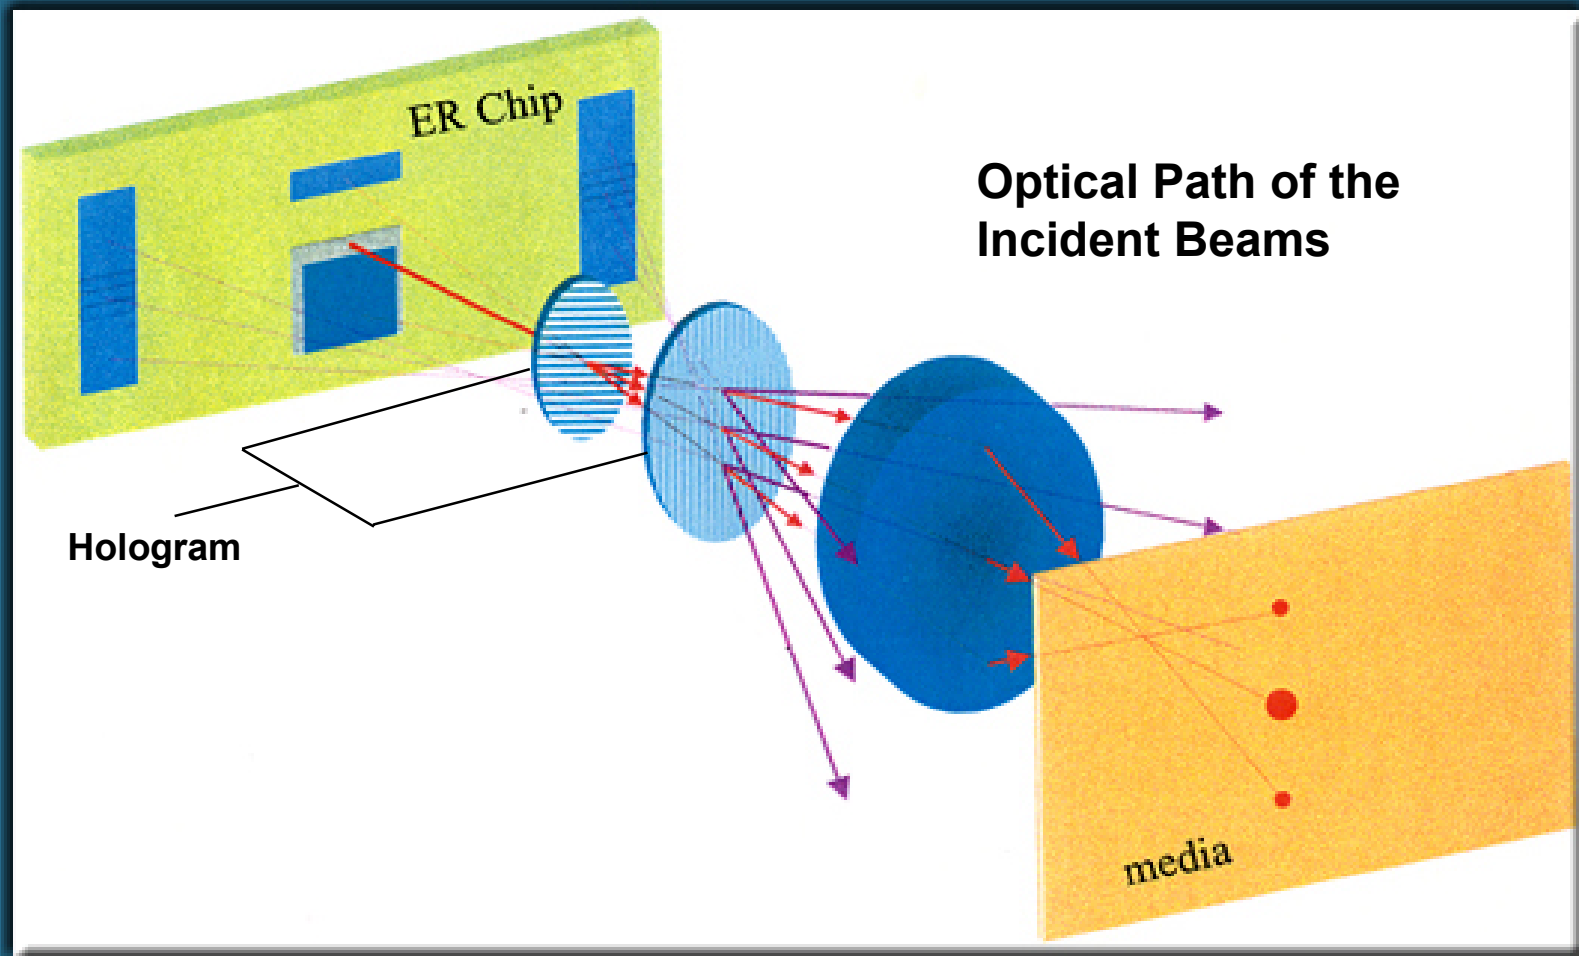 ER Chip
Optical Path of the
Incident Beams
Hologram
media